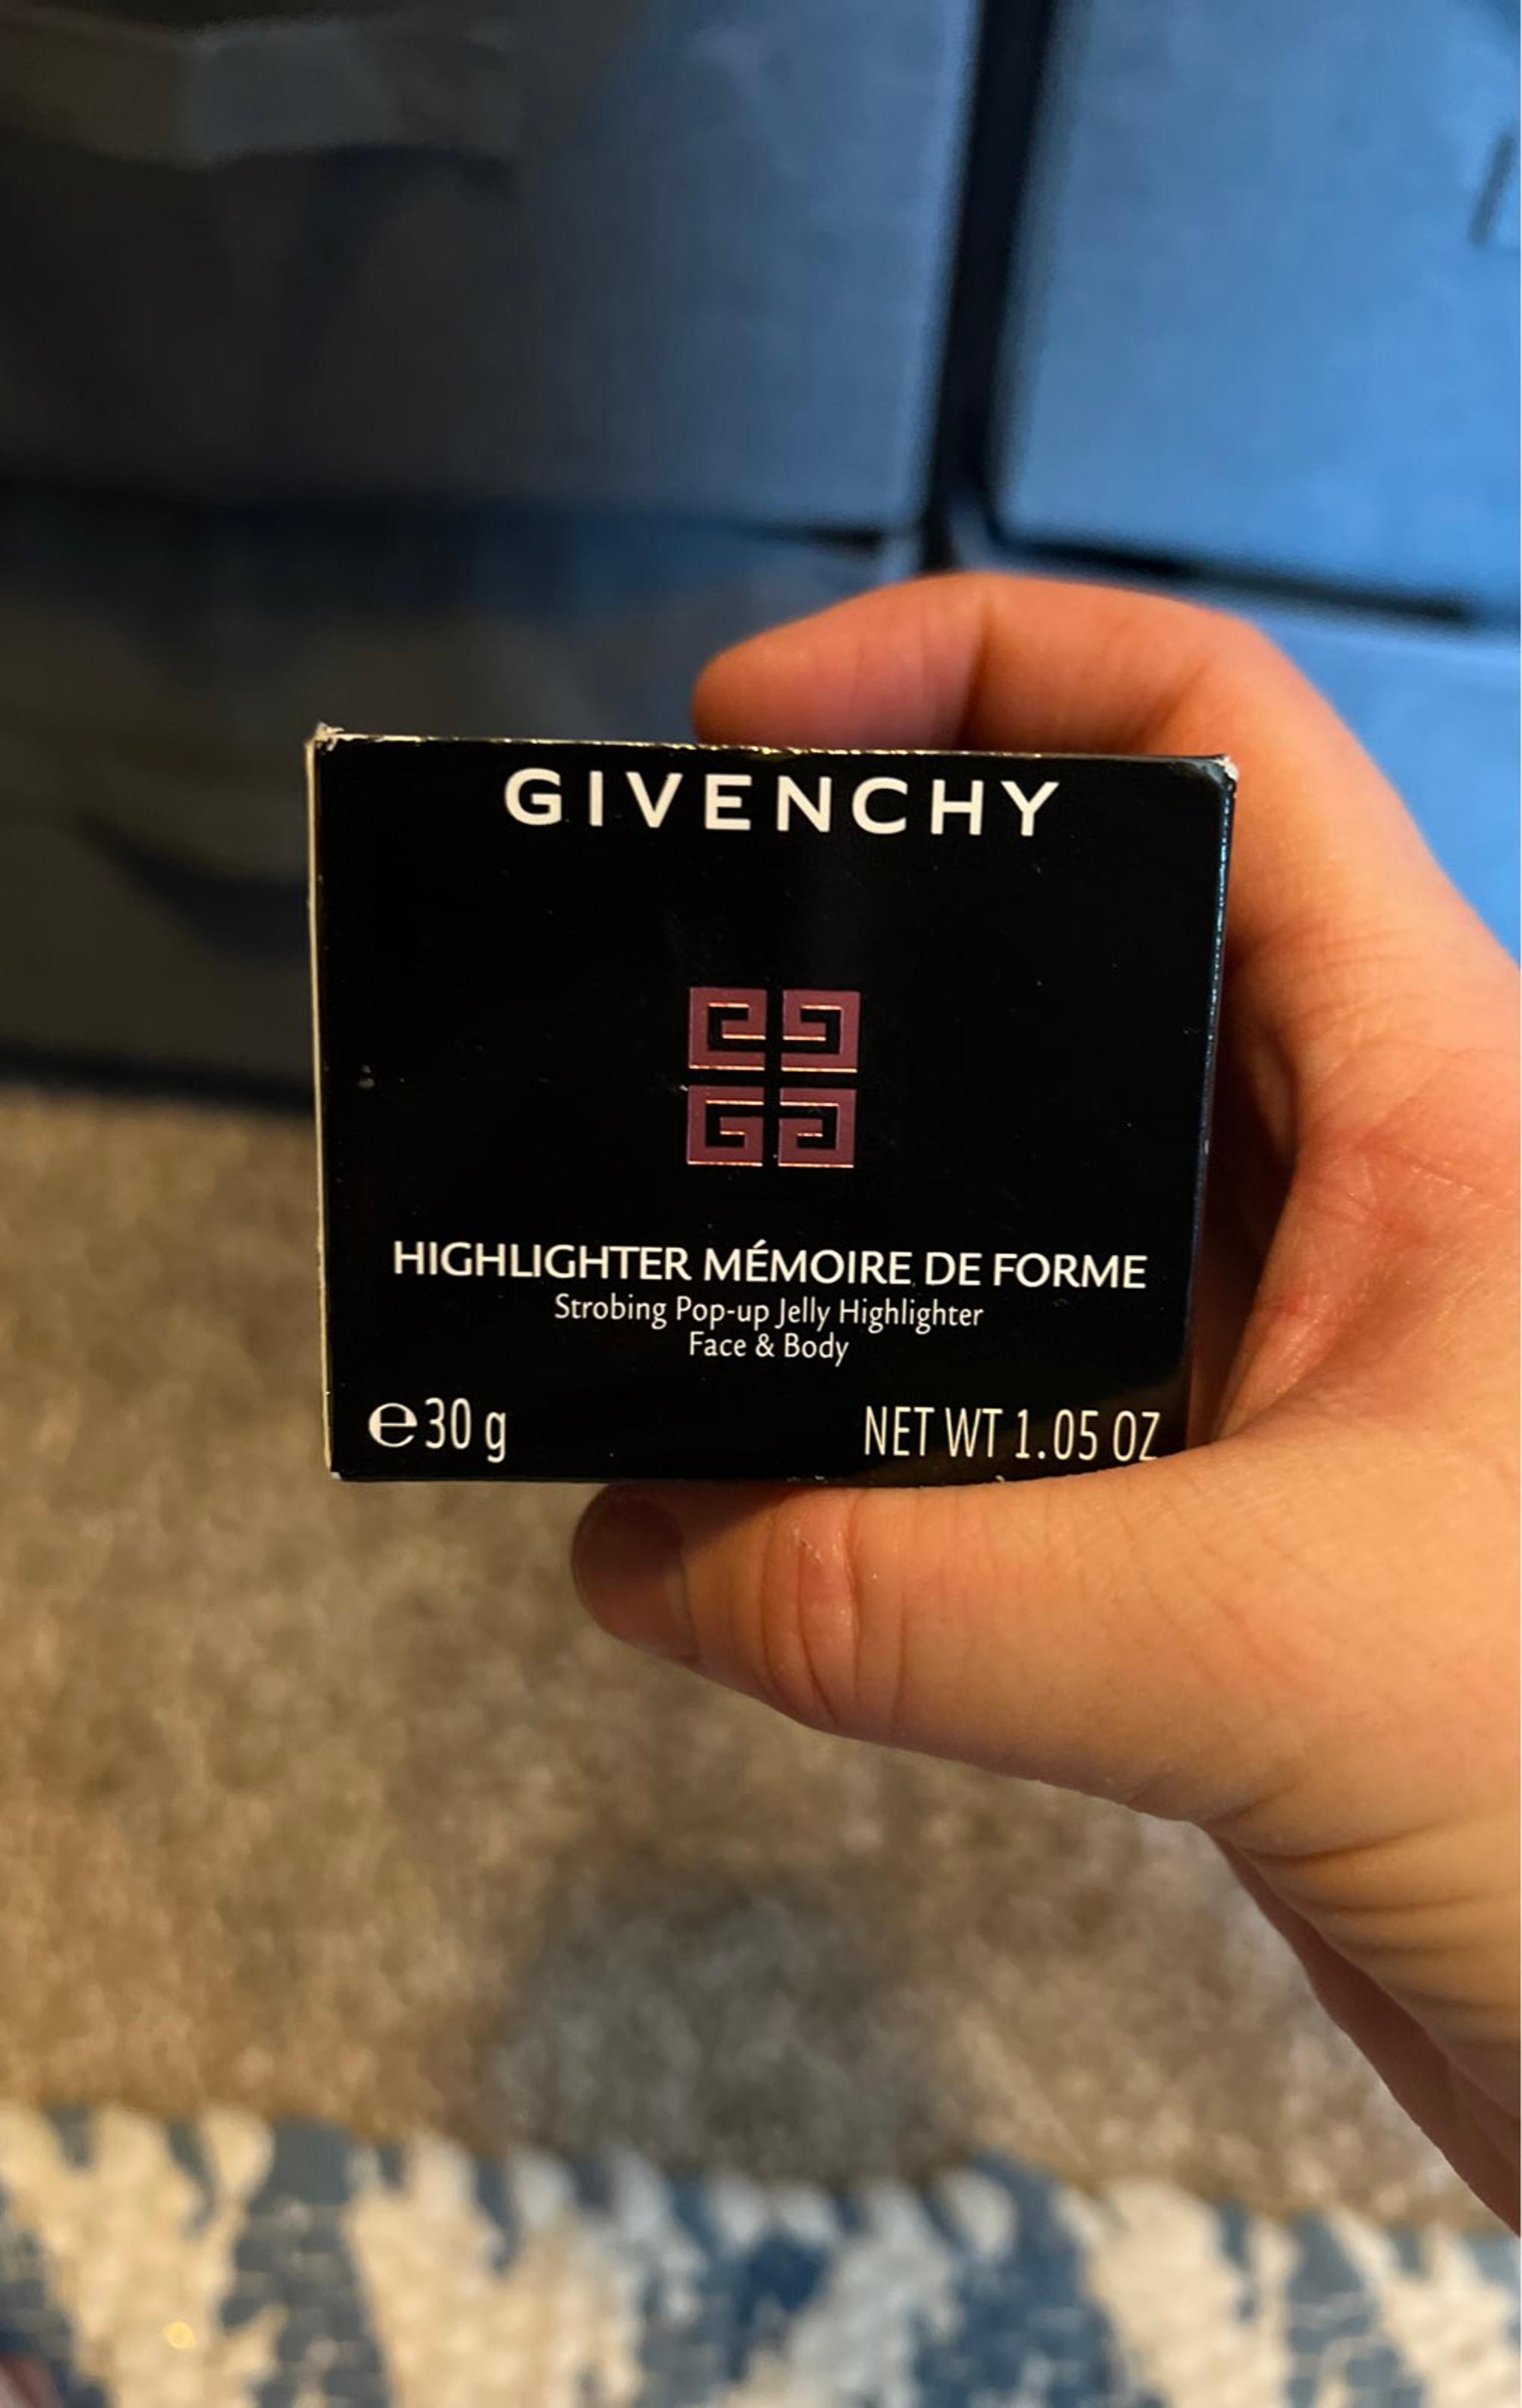 GIVENCHY
HIGHLIGHTER MÉMOIRE DE FORME
Strobing Pop-up Jelly Highlighter
Face & Body
℮30 g NET WT 1.05 OZ